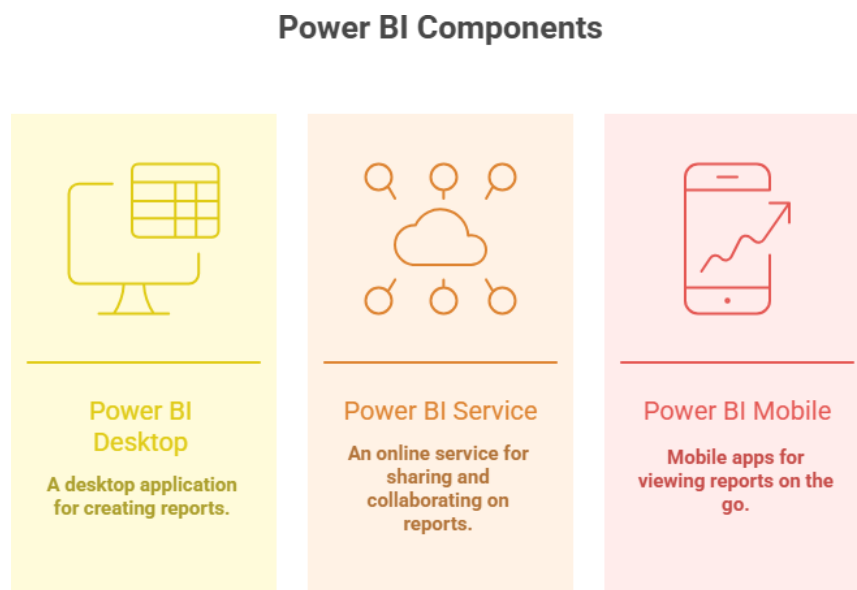 Power BI Components
Power BI
Desktop
A desktop application
for creating reports.
Power BI Service
An online service for
sharing and
collaborating on
reports.
Power BI Mobile
Mobile apps for
viewing reports on the
go.